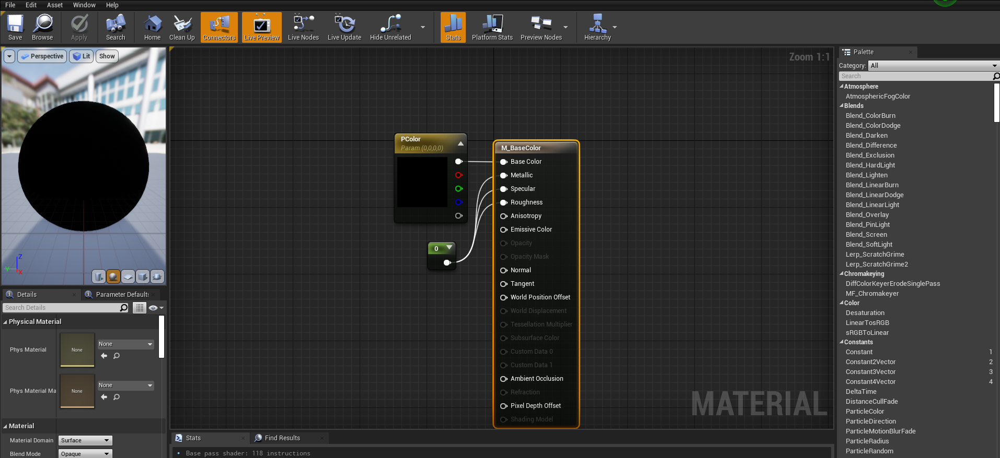 File Edit Asset Window Help
Save Browse Apply Search Home Clean Up Connectors Live Preview Live Nodes Live Update Hide Unrelated Stats Platform Stats Preview Nodes Hierarchy
Perspective Lit Show
Z
Y
X
Details Parameter Defaults
Search Details
Physical Material
Phys Material None None
Phys Material Ma None None
Material
Material Domain Surface
Blend Mode Opaque
Zoom 1:1
PColor
Param (0,0,0,0)
0
M_BaseColor
Base Color
Metallic
Specular
Roughness
Anisotropy
Emissive Color
Opacity
Opacity Mask
Normal
Tangent
World Position Offset
World Displacement
Tessellation Multiplier
Subsurface Color
Custom Data 0
Custom Data 1
Ambient Occlusion
Refraction
Pixel Depth Offset
Shading Model
MATERIAL
Stats Find Results
• Base pass shader: 118 instructions
Palette
Category: All
Search
Atmosphere
AtmosphericFogColor
Blends
Blend_ColorBurn
Blend_ColorDodge
Blend_Darken
Blend_Difference
Blend_Exclusion
Blend_HardLight
Blend_Lighten
Blend_LinearBurn
Blend_LinearDodge
Blend_LinearLight
Blend_Overlay
Blend_PinLight
Blend_Screen
Blend_SoftLight
Lerp_ScratchGrime
Lerp_ScratchGrime2
Chromakeying
DiffColorKeyerErodeSinglePass
MF_Chromakeyer
Color
Desaturation
LinearTosRGB
sRGBToLinear
Constants
Constant 1
Constant2Vector 2
Constant3Vector 3
Constant4Vector 4
DeltaTime
DistanceCullFade
ParticleColor
ParticleDirection
ParticleMotionBlurFade
ParticleRadius
ParticleRandom